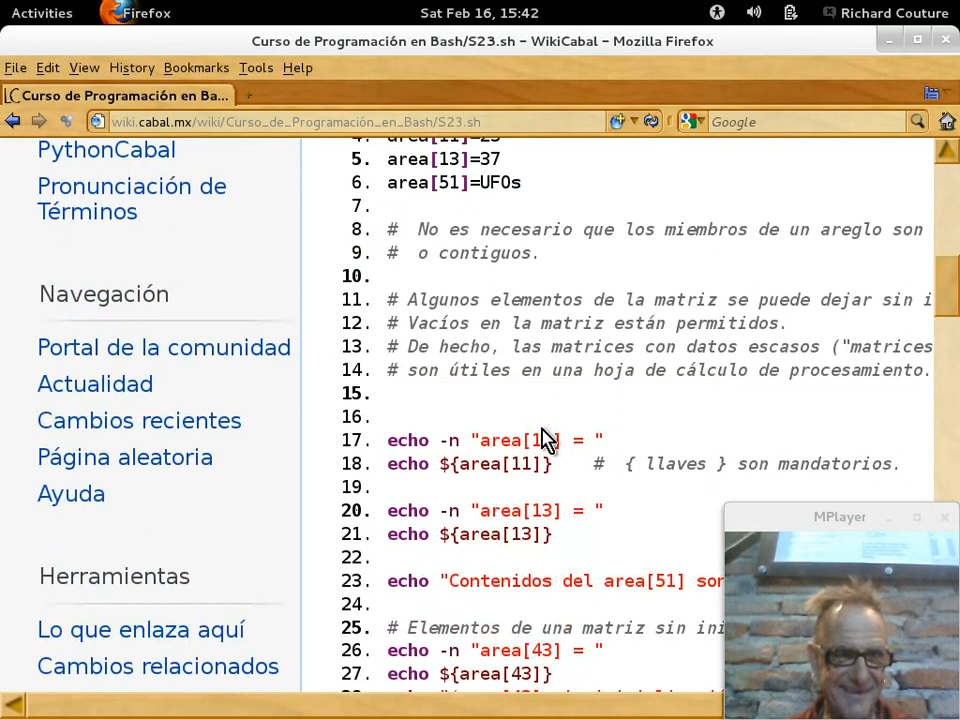 Activities
Firefox
Sat Feb 16, 15:42
Richard Couture
Curso de Programación en Bash/S23.sh – WikiCabal – Mozilla Firefox
File Edit View History Bookmarks Tools Help
Curso de Programación en Ba...
wiki.cabal.mx/wiki/Curso_de_Programación_en_Bash/S23.sh
Google
PythonCabal
Pronunciación de
Términos
Navegación
Portal de la comunidad
Actualidad
Cambios recientes
Página aleatoria
Ayuda
Herramientas
Lo que enlaza aquí
Cambios relacionados
4. area[11]=23
5. area[13]=37
6. area[51]=UFOs
7.
8. # No es necesario que los miembros de un areglo son
9. # o contiguos.
10.
11. # Algunos elementos de la matriz se puede dejar sin i
12. # Vacíos en la matriz están permitidos.
13. # De hecho, las matrices con datos escasos ("matrices
14. # son útiles en una hoja de cálculo de procesamiento.
15.
16.
17. echo -n "area[1 ] = "
18. echo ${area[11]} # { llaves } son mandatorios.
19.
20. echo -n "area[13] = "
21. echo ${area[13]}
22.
23. echo "Contenidos del area[51] son
24.
25. # Elementos de una matriz sin ini
26. echo -n "area[43] = "
27. echo ${area[43]}
MPlayer